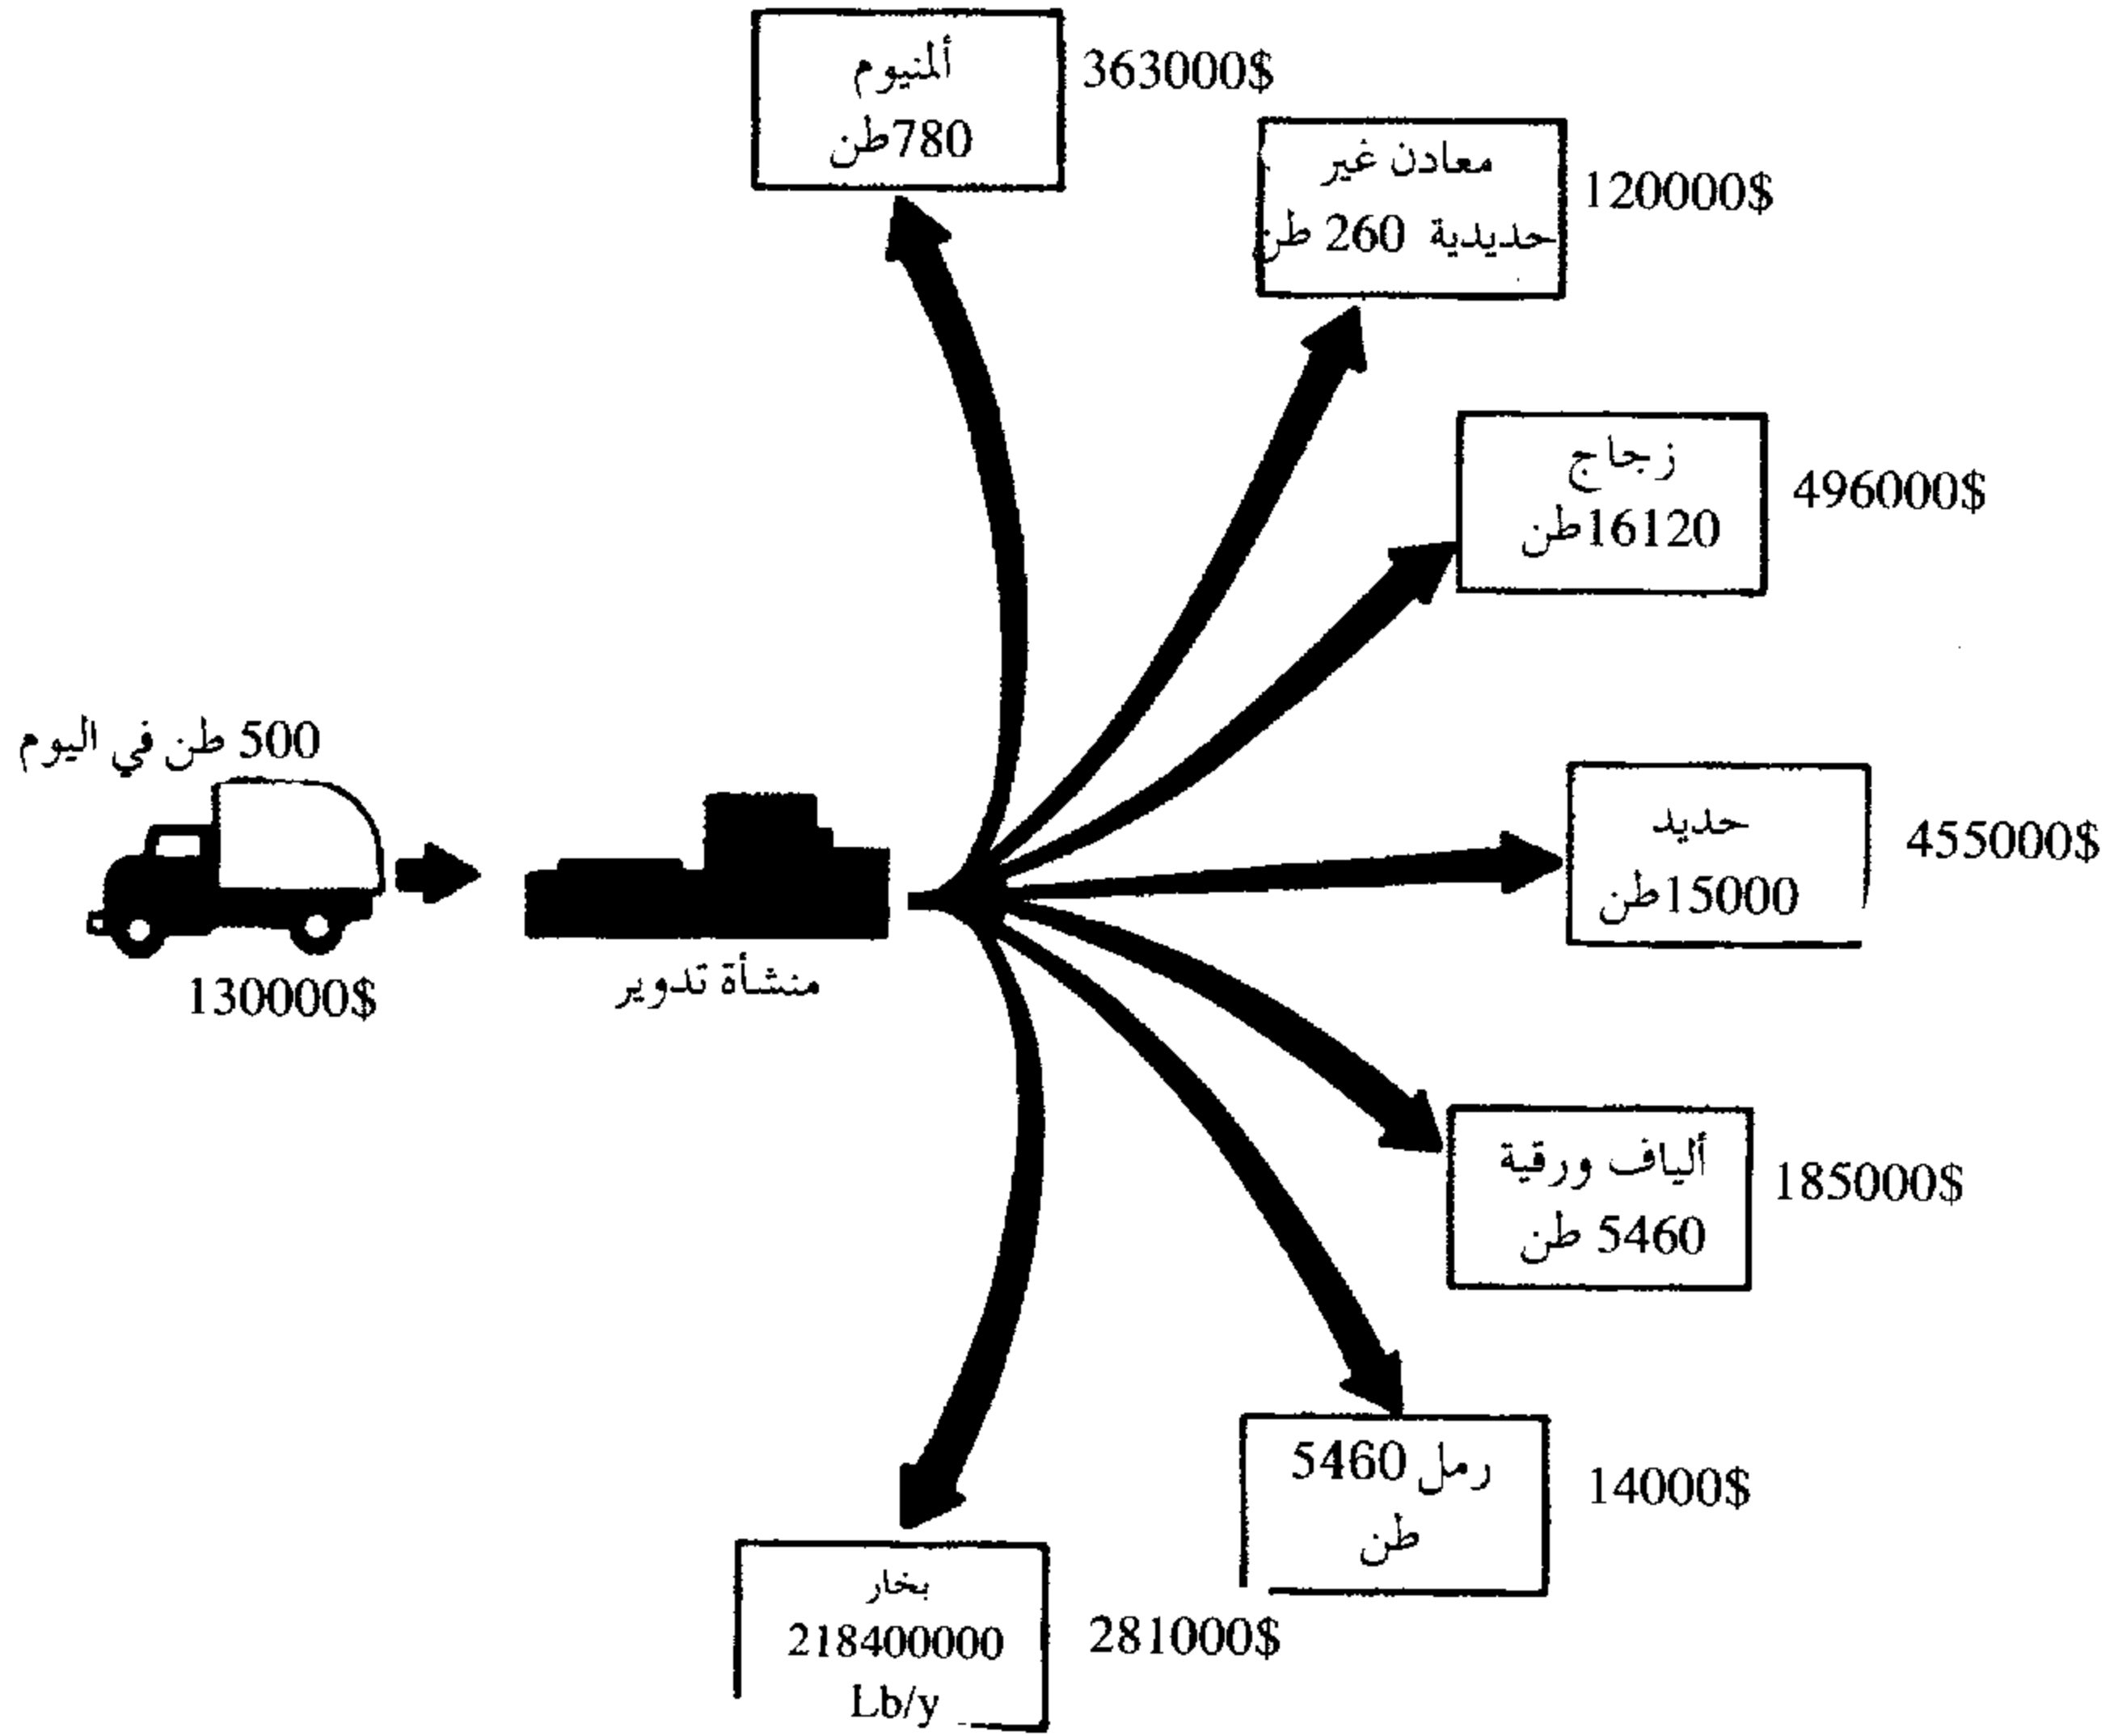 ألمنيوم
780طن
363000$
معادن غير
حديدية 260 طن
120000$
زجاج
16120طن
496000$
500 طن في اليوم
130000$
منشأة تدوير
حديد
15000طن
455000$
ألياف ورقية
5460 طن
185000$
رمل 5460
طن
14000$
بخار
218400000
Lb/y
281000$